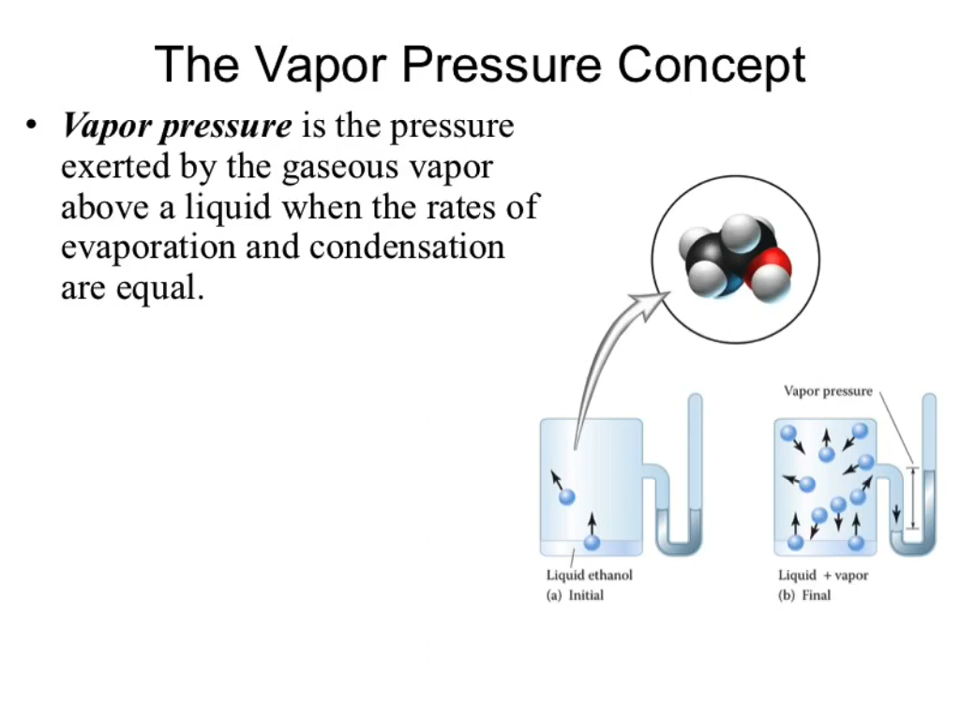 The Vapor Pressure Concept
• Vapor pressure is the pressure
exerted by the gaseous vapor
above a liquid when the rates of
evaporation and condensation
are equal.
Vapor pressure
Liquid ethanol
(a) Initial
Liquid + vapor
(b) Final